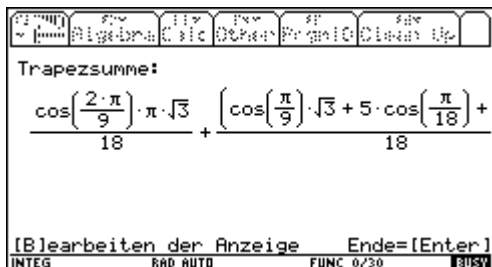 Algebra Calc Other PrgmIO Clean Up
Trapezsumme:
cos(2·π/9)·π·√3/18 + (cos(π/9)·√3 + 5·cos(π/18) +/18
[B]earbeiten der Anzeige Ende=[Enter]
INTEG RAD AUTO FUNC 0/30 BUSY